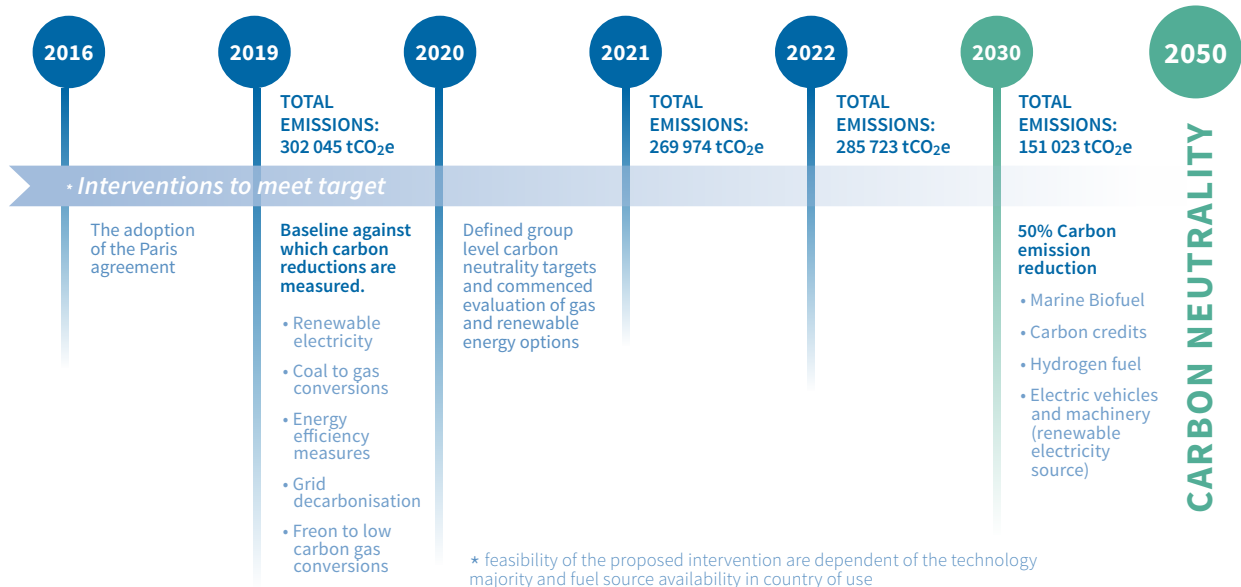 2016
2019
2020
2021
2022
2030
2050
TOTAL
EMISSIONS:
302 045 tCO2e
TOTAL
EMISSIONS:
269 974 tCO2e
TOTAL
EMISSIONS:
285 723 tCO2e
TOTAL
EMISSIONS:
151 023 tCO2e
* Interventions to meet target
The adoption
of the Paris
agreement
Baseline against
which carbon
reductions are
measured.
• Renewable
electricity
• Coal to gas
conversions
• Energy
efficiency
measures
• Grid
decarbonisation
• Freon to low
carbon gas
conversions
Defined group
level carbon
neutrality targets
and commenced
evaluation of gas
and renewable
energy options
50% Carbon
emission
reduction
• Marine Biofuel
• Carbon credits
• Hydrogen fuel
• Electric vehicles
and machinery
(renewable
electricity
source)
CARBON NEUTRALITY
* feasibility of the proposed intervention are dependent of the technology
majority and fuel source availability in country of use